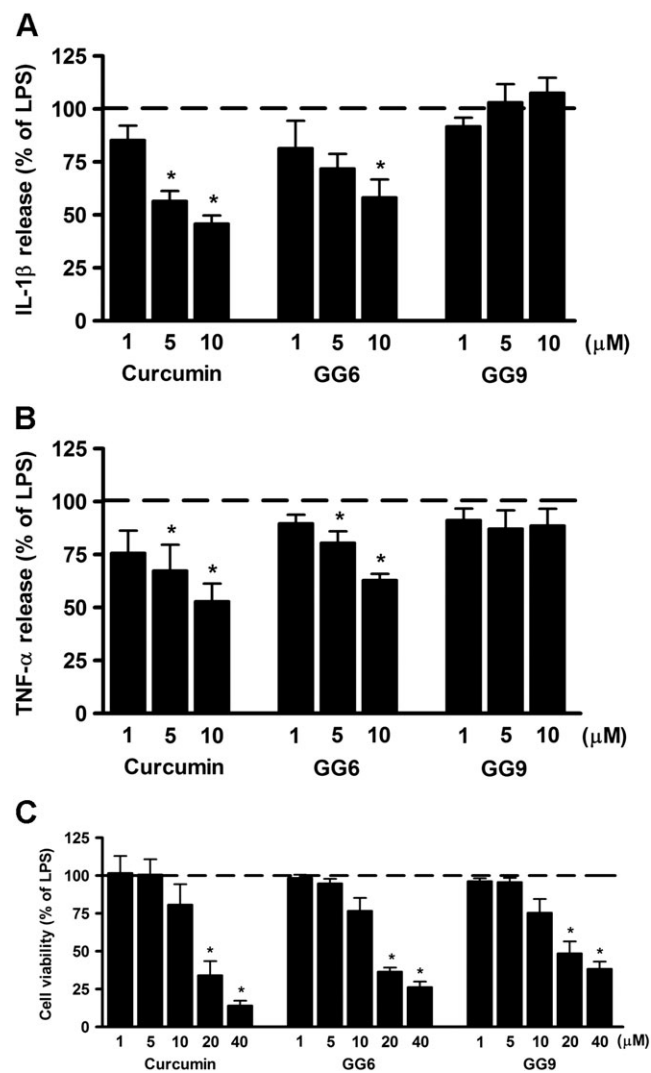 A
IL-1β release (% of LPS)
125
100
75
50
25
0
* * *
1 5 10 1 5 10 1 5 10 (μM)
Curcumin GG6 GG9
B
TNF-α release (% of LPS)
125
100
75
50
25
0
* * * *
1 5 10 1 5 10 1 5 10 (μM)
Curcumin GG6 GG9
C
Cell viability (% of LPS)
125
100
75
50
25
0
* * * * * *
1 5 10 20 40 1 5 10 20 40 1 5 10 20 40 (μM)
Curcumin GG6 GG9